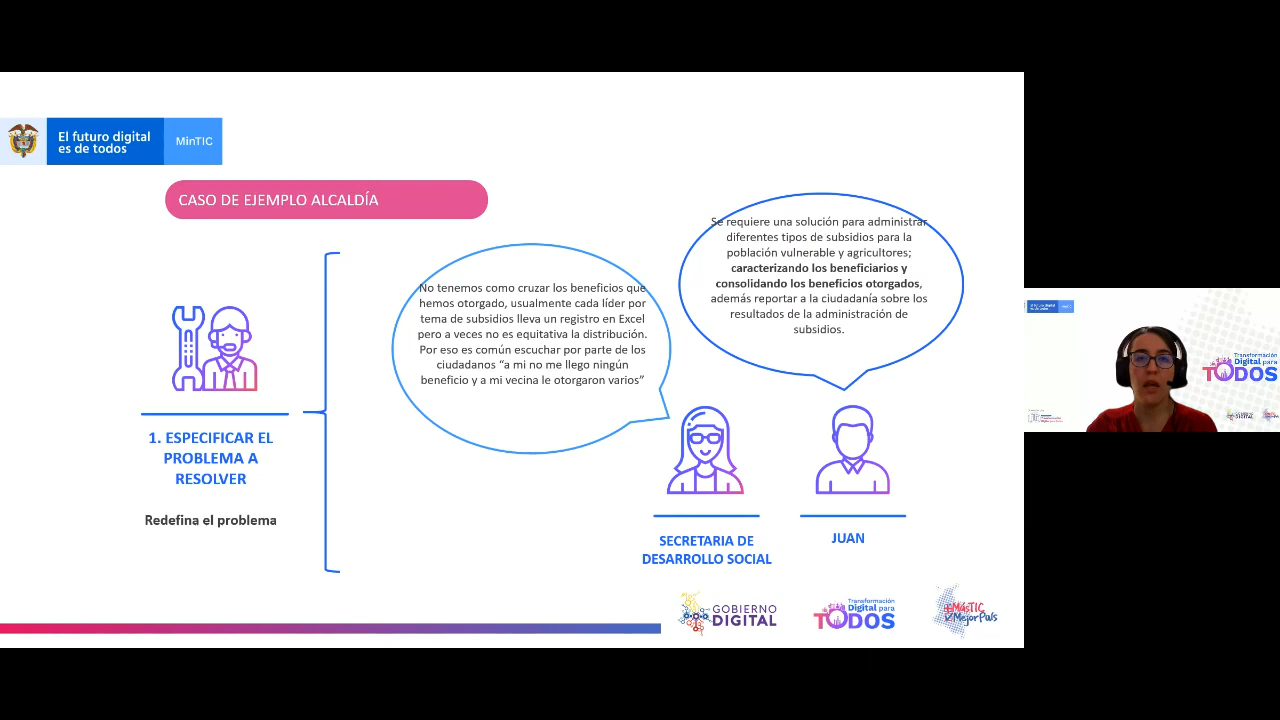 El futuro digital
es de todos
MinTIC
CASO DE EJEMPLO ALCALDÍA
Se requiere una solución para administrar
diferentes tipos de subsidios para la
población vulnerable y agricultores;
caracterizando los beneficiarios y
consolidando los beneficios otorgados,
además reportar a la ciudadanía sobre los
resultados de la administración de
subsidios.
No tenemos como cruzar los beneficios que
hemos otorgado, usualmente cada líder por
tema de subsidios lleva un registro en Excel
pero a veces no es equitativa la distribución.
Por eso es común escuchar por parte de los
ciudadanos “a mi no me llego ningún
beneficio y a mi vecina le otorgaron varios”
1. ESPECIFICAR EL
PROBLEMA A
RESOLVER
Redefina el problema
SECRETARIA DE
DESARROLLO SOCIAL
JUAN
GOBIERNO
DIGITAL
Transformación
Digital para
TODOS
+MásTIC
MejorPaís
Transformación
Digital para
TODOS
GOBIERNO
DIGITAL